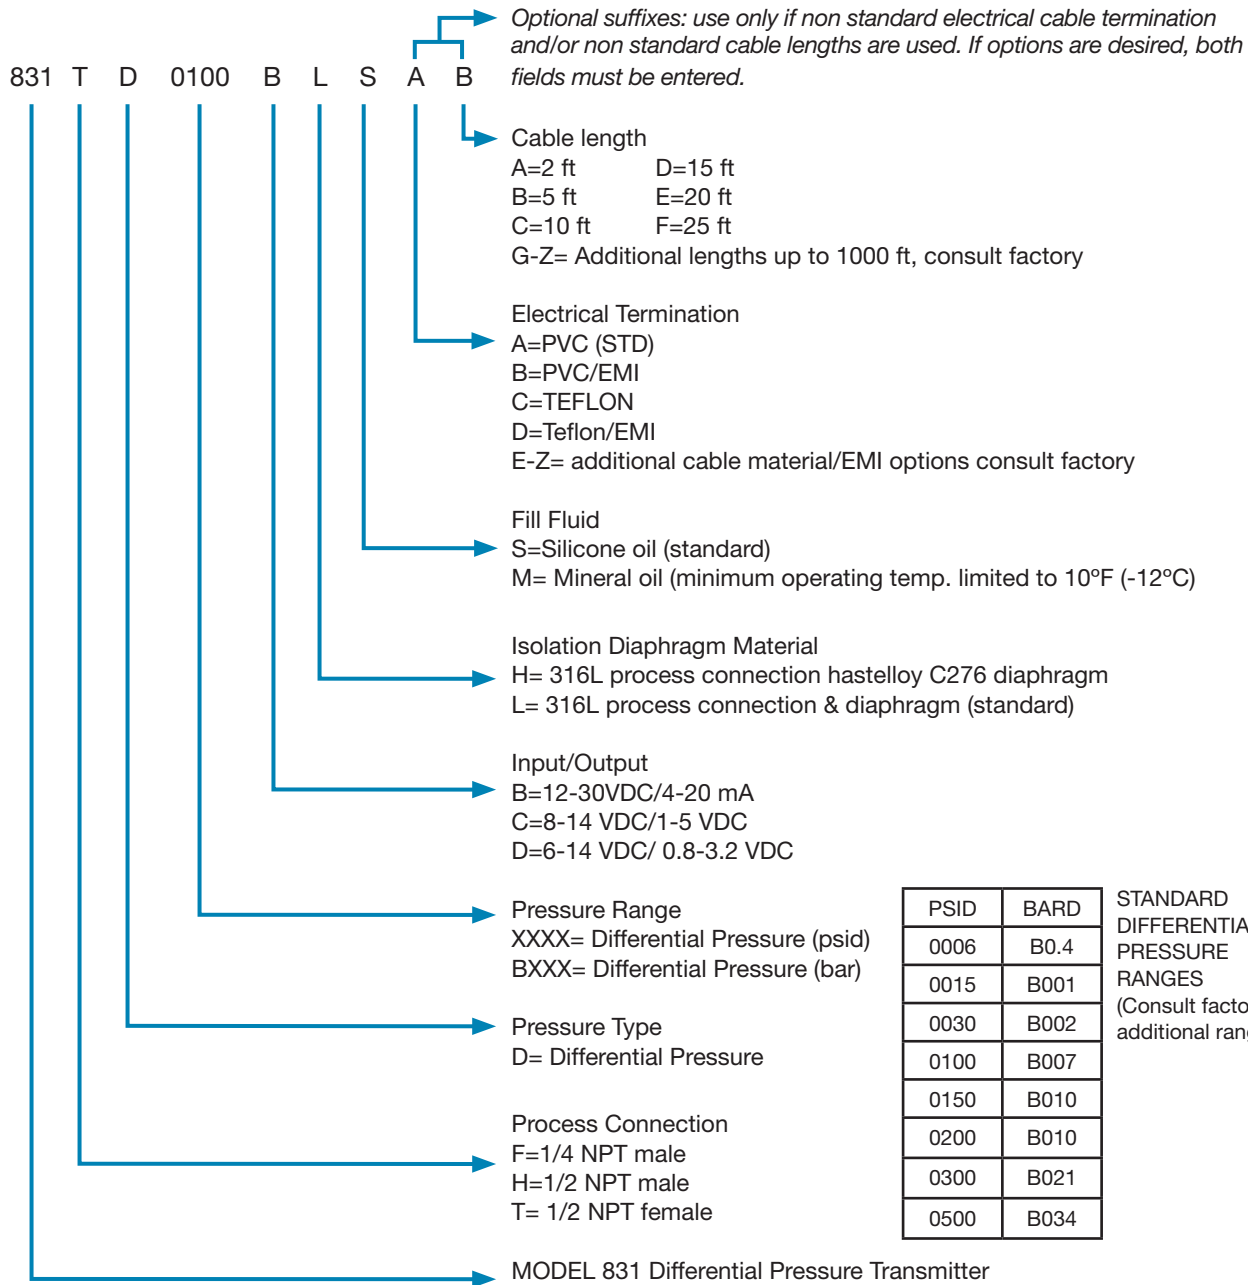 Optional suffixes: use only if non standard electrical cable termination
and/or non standard cable lengths are used. If options are desired, both
fields must be entered.
831 T D 0100 B L S A B
Cable length
A=2 ft D=15 ft
B=5 ft E=20 ft
C=10 ft F=25 ft
G-Z= Additional lengths up to 1000 ft, consult factory
Electrical Termination
A=PVC (STD)
B=PVC/EMI
C=TEFLON
D=Teflon/EMI
E-Z= additional cable material/EMI options consult factory
Fill Fluid
S=Silicone oil (standard)
M= Mineral oil (minimum operating temp. limited to 10ºF (-12ºC)
Isolation Diaphragm Material
H= 316L process connection hastelloy C276 diaphragm
L= 316L process connection & diaphragm (standard)
Input/Output
B=12-30VDC/4-20 mA
C=8-14 VDC/1-5 VDC
D=6-14 VDC/ 0.8-3.2 VDC
Pressure Range
XXXX= Differential Pressure (psid)
BXXX= Differential Pressure (bar)
Pressure Type
D= Differential Pressure
Process Connection
F=1/4 NPT male
H=1/2 NPT male
T= 1/2 NPT female
MODEL 831 Differential Pressure Transmitter
PSID BARD
0006 B0.4
0015 B001
0030 B002
0100 B007
0150 B010
0200 B010
0300 B021
0500 B034
STANDARD
DIFFERENTIA
PRESSURE
RANGES
(Consult facto
additional rang